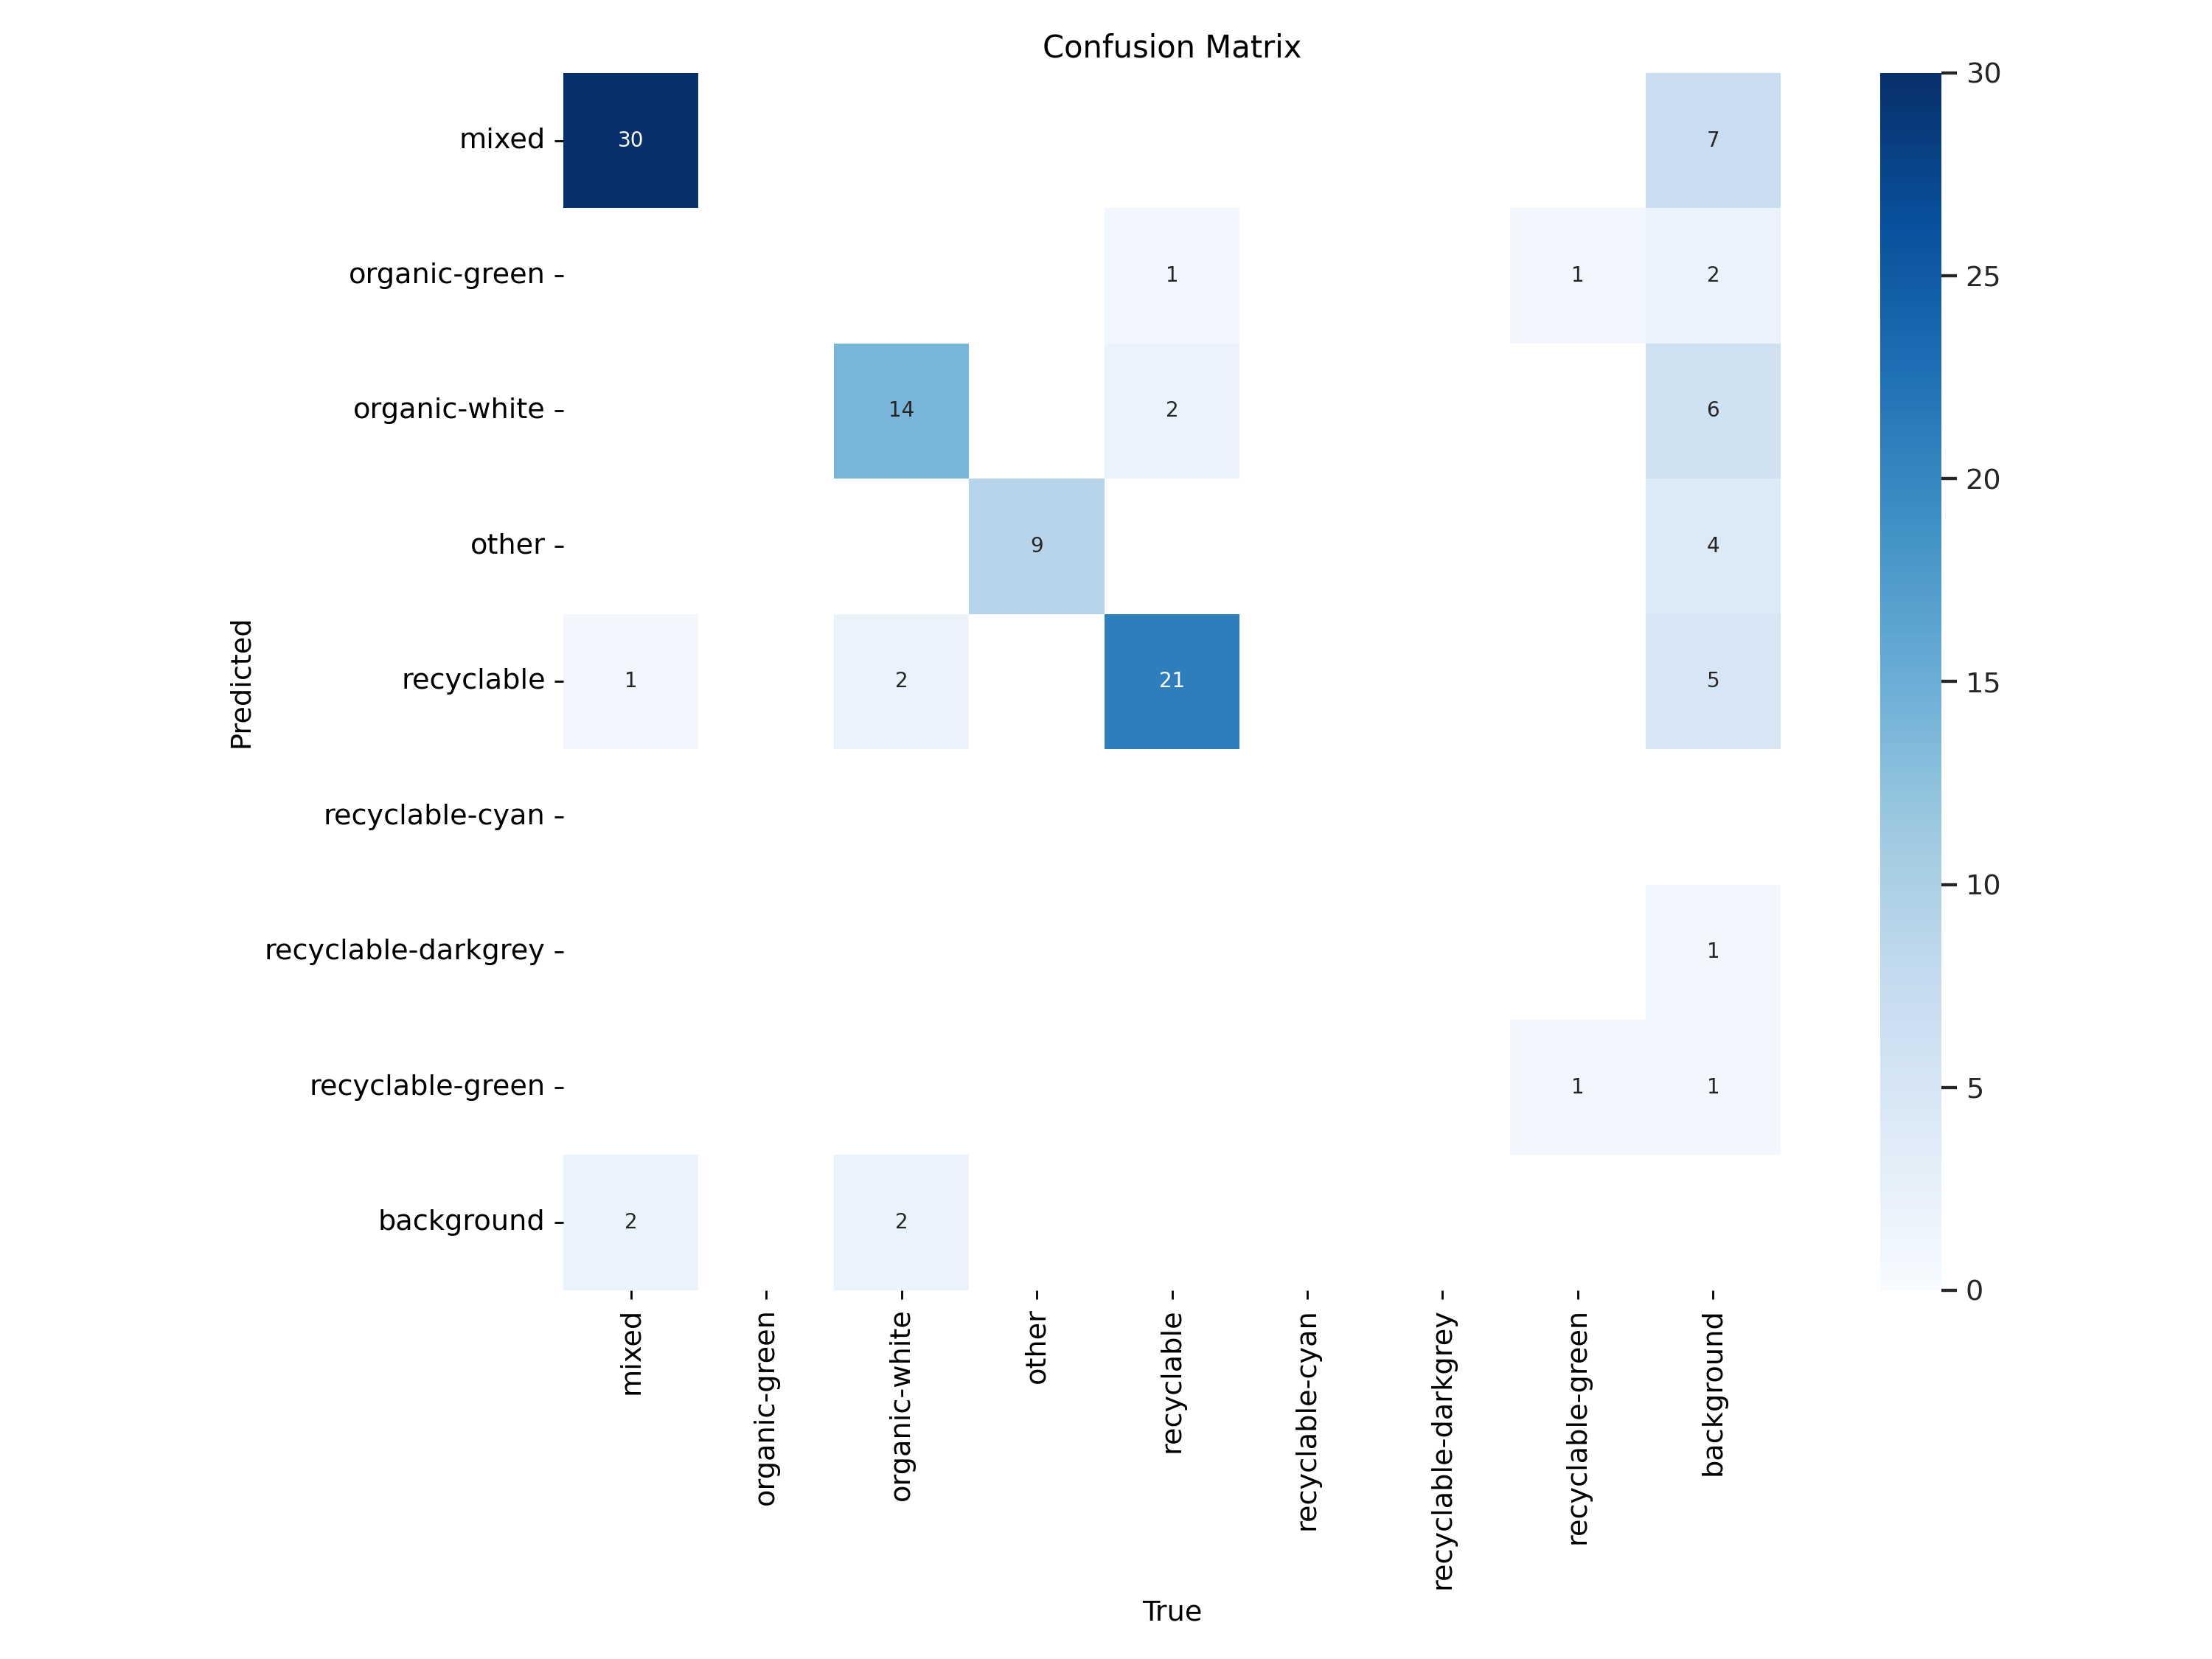 Confusion Matrix
mixed
organic-green
organic-white
other
recyclable
recyclable-cyan
recyclable-darkgrey
recyclable-green
background
Predicted
30 7
1 1 2
14 2 6
9 4
1 2 21 5
1
1 1
2 2
mixed
organic-green
organic-white
other
recyclable
recyclable-cyan
recyclable-darkgrey
recyclable-green
background
True
30
25
20
15
10
5
0